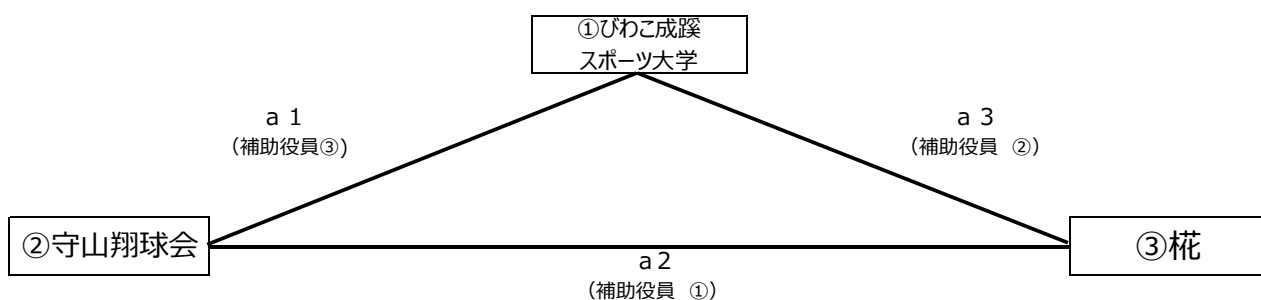 ①びわこ成蹊
スポーツ大学
a 1
(補助役員③)
a 3
(補助役員 ②)
②守山翔球会
③椛
a 2
(補助役員 ①)